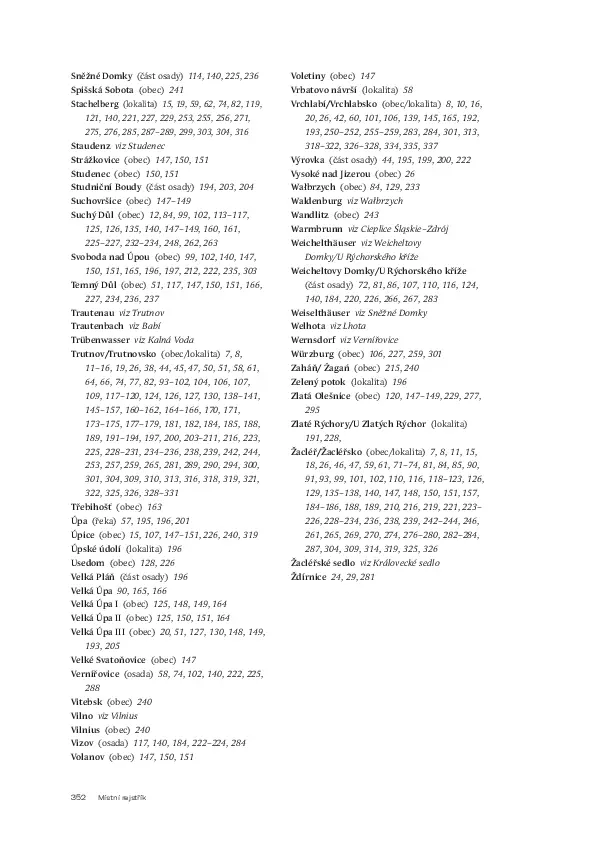 Sněžné Domky (část osady) 114, 140, 225, 236
Spišská Sobota (obec) 241
Stachelberg (lokalita) 15, 19, 59, 62, 74, 82, 119,
121, 140, 221, 227, 229, 253, 255, 256, 271,
275, 276, 285, 287–289, 299, 303, 304, 316
Staudenz viz Studenec
Strážkovice (obec) 147, 150, 151
Studenec (obec) 150, 151
Studniční Boudy (část osady) 194, 203, 204
Suchovršice (obec) 147–149
Suchý Důl (obec) 12, 84, 99, 102, 113–117,
125, 126, 135, 140, 147–149, 160, 161,
225–227, 232–234, 248, 262, 263
Svoboda nad Úpou (obec) 99, 102, 140, 147,
150, 151, 165, 196, 197, 212, 222, 235, 303
Temný Důl (obec) 51, 117, 147, 150, 151, 166,
227, 234, 236, 237
Trautenau viz Trutnov
Trautenbach viz Babí
Trübenwasser viz Kalná Voda
Trutnov/Trutnovsko (obec/lokalita) 7, 8,
11–16, 19, 26, 38, 44, 45, 47, 50, 51, 58, 61,
64, 66, 74, 77, 82, 93–102, 104, 106, 107,
109, 117–120, 124, 126, 127, 130, 138–141,
145–157, 160–162, 164–166, 170, 171,
173–175, 177–179, 181, 182, 184, 185, 188,
189, 191–194, 197, 200, 203–211, 216, 223,
225, 228–231, 234–236, 238, 239, 242, 244,
253, 257, 259, 265, 281, 289, 290, 294, 300,
301, 304, 309, 310, 313, 316, 318, 319, 321,
322, 325, 326, 328–331
Třebihošť (obec) 163
Úpa (řeka) 57, 195, 196, 201
Úpice (obec) 15, 107, 147–151, 226, 240, 319
Úpské údolí (lokalita) 196
Usedom (obec) 128, 226
Velká Pláň (část osady) 196
Velká Úpa 90, 165, 166
Velká Úpa I (obec) 125, 148, 149, 164
Velká Úpa II (obec) 125, 150, 151, 164
Velká Úpa III (obec) 20, 51, 127, 130, 148, 149,
193, 205
Velké Svatoňovice (obec) 147
Vernířovice (osada) 58, 74, 102, 140, 222, 225,
288
Vitebsk (obec) 240
Vilno viz Vilnius
Vilnius (obec) 240
Vizov (osada) 117, 140, 184, 222–224, 284
Volanov (obec) 147, 150, 151
Voletiny (obec) 147
Vrbatovo návrší (lokalita) 58
Vrchlabí/Vrchlabsko (obec/lokalita) 8, 10, 16,
20, 26, 42, 60, 101, 106, 139, 145, 165, 192,
193, 250–252, 255–259, 283, 284, 301, 313,
318–322, 326–328, 334, 335, 337
Výrovka (část osady) 44, 195, 199, 200, 222
Vysoké nad Jizerou (obec) 26
Wałbrzych (obec) 84, 129, 233
Waldenburg viz Wałbrzych
Wandlitz (obec) 243
Warmbrunn viz Cieplice Śląskie-Zdrój
Weichelthäuser viz Weicheltovy
Domky/U Rýchorského kříže
Weicheltovy Domky/U Rýchorského kříže
(část osady) 72, 81, 86, 107, 110, 116, 124,
140, 184, 220, 226, 266, 267, 283
Weiselthäuser viz Sněžné Domky
Welhota viz Lhota
Wernsdorf viz Vernířovice
Würzburg (obec) 106, 227, 259, 301
Zaháň/ Żagań (obec) 215, 240
Zelený potok (lokalita) 196
Zlatá Olešnice (obec) 120, 147–149, 229, 277,
295
Zlaté Rýchory/U Zlatých Rýchor (lokalita)
191, 228,
Žacléř/Žacléřsko (obec/lokalita) 7, 8, 11, 15,
18, 26, 46, 47, 59, 61, 71–74, 81, 84, 85, 90,
91, 93, 99, 101, 102, 110, 116, 118–123, 126,
129, 135–138, 140, 147, 148, 150, 151, 157,
184–186, 188, 189, 210, 216, 219, 221, 223–
226, 228–234, 236, 238, 239, 242–244, 246,
261, 265, 269, 270, 274, 276–280, 282–284,
287, 304, 309, 314, 319, 325, 326
Žacléřské sedlo viz Královecké sedlo
Ždírnice 24, 29, 281
352 Místní rejstřík